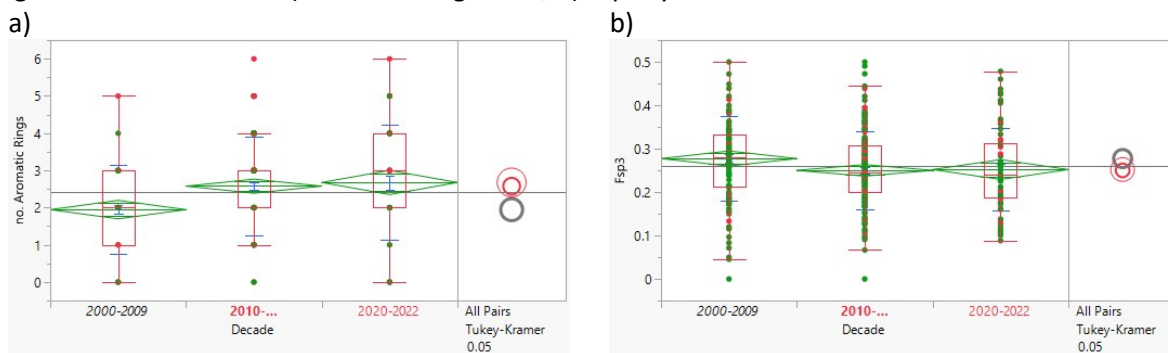 a)
b)
6
5
4
3
2
1
0
no. Aromatic Rings
2000-2009
2010-...
2020-2022
Decade
All Pairs
Tukey-Kramer
0.05
0.5
0.4
0.3
0.2
0.1
0
Fsp3
2000-2009
2010-...
2020-2022
Decade
All Pairs
Tukey-Kramer
0.05